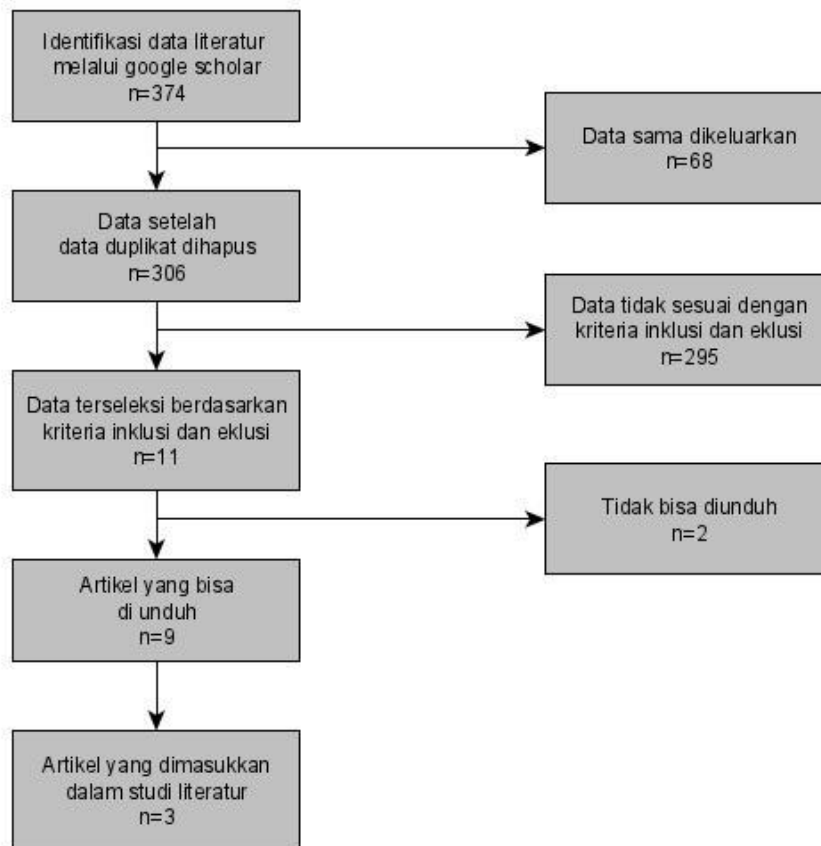 Identifikasi data literatur
melalui google scholar
n=374
Data sama dikeluarkan
n=68
Data setelah
data duplikat dihapus
n=306
Data tidak sesuai dengan
kriteria inklusi dan eklusi
n=295
Data terseleksi berdasarkan
kriteria inklusi dan eklusi
n=11
Tidak bisa diunduh
n=2
Artikel yang bisa
di unduh
n=9
Artikel yang dimasukkan
dalam studi literatur
n=3